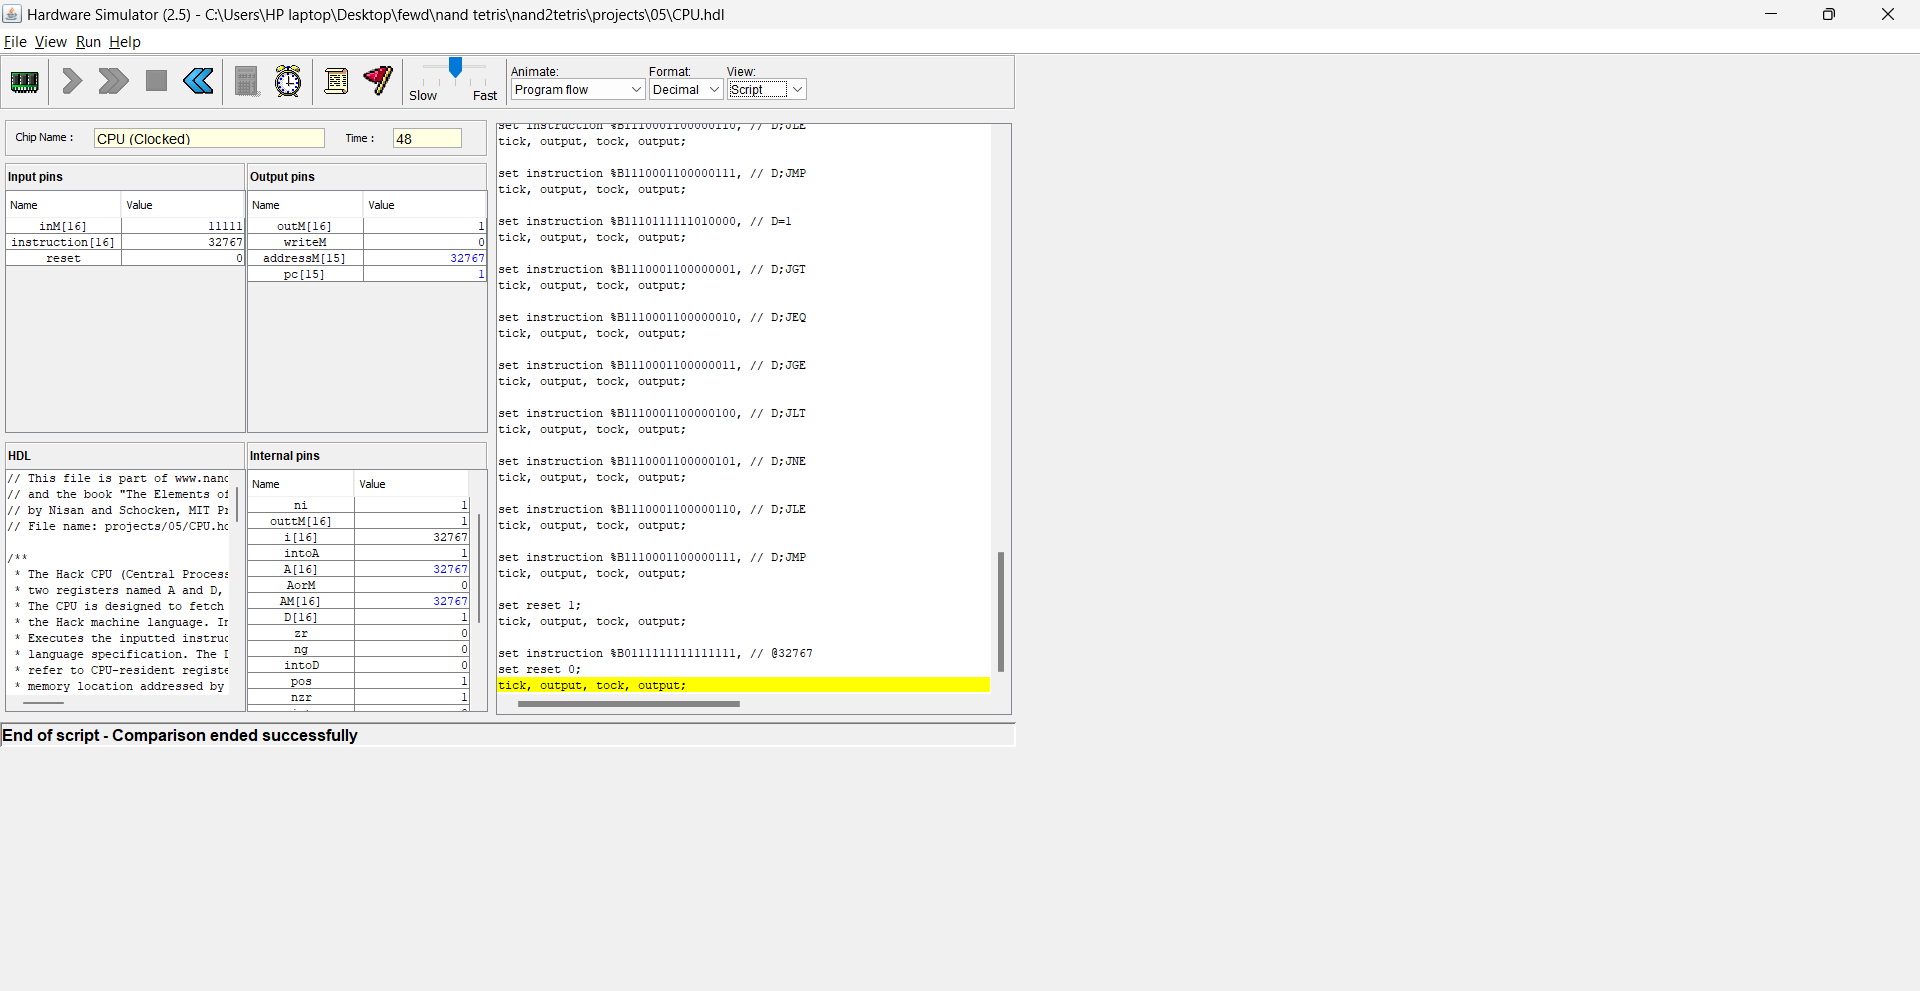 Hardware Simulator (2.5) - C:\Users\HP laptop\Desktop\fewd\nand tetris\nand2tetris\projects\05\CPU.hdl
File View Run Help
Slow Fast
Animate: Format: View:
Program flow Decimal Script
Chip Name : CPU (Clocked) Time : 48
Input pins
Name Value
inM[16] 11111
instruction[16] 32767
reset 0
Output pins
Name Value
outM[16] 1
writeM 0
addressM[15] 32767
pc[15] 1
HDL
// This file is part of www.nand
// and the book "The Elements of
// by Nisan and Schocken, MIT Pr
// File name: projects/05/CPU.hd
/**
* The Hack CPU (Central Process
* two registers named A and D,
* The CPU is designed to fetch
* the Hack machine language. In
* Executes the inputted instruc
* language specification. The D
* refer to CPU-resident registe
* memory location addressed by
Internal pins
Name Value
ni 1
outtM[16] 1
i[16] 32767
intoA 1
A[16] 32767
AorM 0
AM[16] 32767
D[16] 1
zr 0
ng 0
intoD 0
pos 1
nzr 1
set instruction %B1110001100000110, // D;JLE
tick, output, tock, output;
set instruction %B1110001100000111, // D;JMP
tick, output, tock, output;
set instruction %B1110111111010000, // D=1
tick, output, tock, output;
set instruction %B1110001100000001, // D;JGT
tick, output, tock, output;
set instruction %B1110001100000010, // D;JEQ
tick, output, tock, output;
set instruction %B1110001100000011, // D;JGE
tick, output, tock, output;
set instruction %B1110001100000100, // D;JLT
tick, output, tock, output;
set instruction %B1110001100000101, // D;JNE
tick, output, tock, output;
set instruction %B1110001100000110, // D;JLE
tick, output, tock, output;
set instruction %B1110001100000111, // D;JMP
tick, output, tock, output;
set reset 1;
tick, output, tock, output;
set instruction %B0111111111111111, // @32767
set reset 0;
tick, output, tock, output;
End of script - Comparison ended successfully